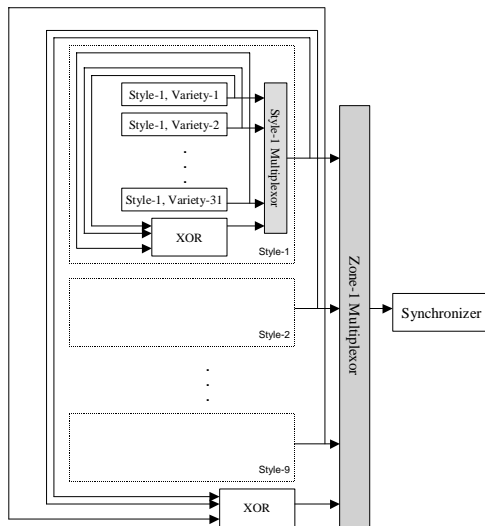 Style-1, Variety-1
Style-1, Variety-2
.
.
.
Style-1, Variety-31
XOR
Style-1 Multiplexor
Style-1
Style-2
.
.
.
Style-9
XOR
Zone-1 Multiplexor
Synchronizer